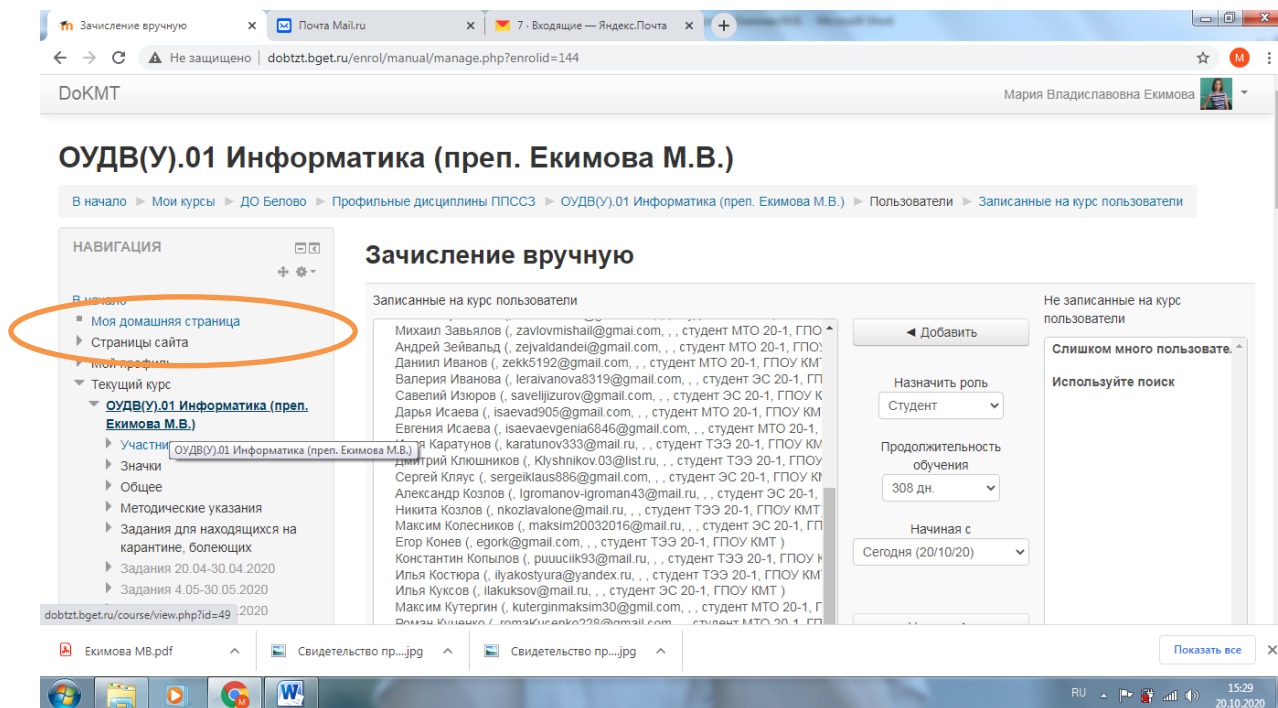 Зачисление вручную
Почта Mail.ru
7 · Входящие — Яндекс.Почта
Не защищено
dobtzt.bget.ru/enrol/manual/manage.php?enrolid=144
M
DoKMT
Мария Владиславовна Екимова
ОУДВ(У).01 Информатика (преп. Екимова М.В.)
В начало ► Мои курсы ► ДО Белово ► Профильные дисциплины ППССЗ ► ОУДВ(У).01 Информатика (преп. Екимова М.В.) ► Пользователи ► Записанные на курс пользователи
НАВИГАЦИЯ
В начало
Моя домашняя страница
Страницы сайта
Мой профиль
Текущий курс
ОУДВ(У).01 Информатика (преп.
Екимова М.В.)
ОУДВ(У).01 Информатика (преп. Екимова М.В.)
Значки
Общее
Методические указания
Задания для находящихся на
карантине, болеющих
Задания 20.04-30.04.2020
Задания 4.05-30.05.2020
dobtzt.bget.ru/course/view.php?id=49
Зачисление вручную
Записанные на курс пользователи
Михаил Завьялов (, zavlovmishail@gmai.com, , , студент МТО 20-1, ГПО
Андрей Зейвальд (, zejvaldandei@gmail.com, , , студент МТО 20-1, ГПО
Даниил Иванов (, zekk5192@gmail.com, , , студент МТО 20-1, ГПОУ КМТ
Валерия Иванова (, leraivanova8319@gmail.com, , , студент ЭС 20-1, ГП
Савелий Изюров (, savelijizurov@gmail.com, , , студент ЭС 20-1, ГПОУ К
Дарья Исаева (, isaevad905@gmail.com, , , студент МТО 20-1, ГПОУ КМ
Евгения Исаева (, isaevaevgenia6846@gmail.com, , , студент МТО 20-1,
Каратунов (, karatunov333@mail.ru, , , студент ТЭЭ 20-1, ГПОУ КМ
Дмитрий Клюшников (, Klyshnikov.03@list.ru, , , студент ТЭЭ 20-1, ГПОУ
Сергей Кляус (, sergeiklaus886@gmail.com, , , студент ЭС 20-1, ГПОУ К
Александр Козлов (, Igromanov-igroman43@mail.ru, , , студент ЭС 20-1,
Никита Козлов (, nkozlavalone@mail.ru, , , студент ТЭЭ 20-1, ГПОУ КМТ
Максим Колесников (, maksim20032016@mail.ru, , , студент ЭС 20-1, ГП
Егор Конев (, egork@gmail.com, , , студент ТЭЭ 20-1, ГПОУ КМТ )
Константин Копылов (, puuuciik93@mail.ru, , , студент ТЭЭ 20-1, ГПОУ К
Илья Костюра (, ilyakostyura@yandex.ru, , , студент ТЭЭ 20-1, ГПОУ КМ
Илья Куксов (, ilakuksov@mail.ru, , , студент ЭС 20-1, ГПОУ КМТ )
Максим Кутергин (, kuterginmaksim30@gmil.com, , , студент МТО 20-1, Г
◄ Добавить
Назначить роль
Студент
Продолжительность
обучения
308 дн.
Начиная с
Сегодня (20/10/20)
Не записанные на курс
пользователи
Слишком много пользовате.
Используйте поиск
Екимова МВ.pdf
Свидетельство пр....jpg
Свидетельство пр....jpg
Показать все
RU
15:29
20.10.2020